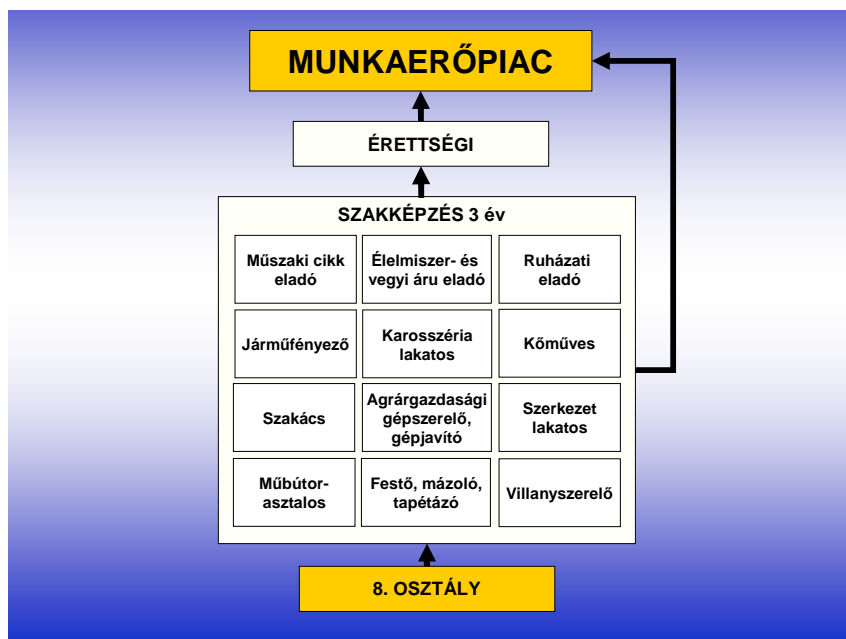 MUNKAERŐPIAC
ÉRETTSÉGI
SZAKKÉPZÉS 3 év
Műszaki cikk
eladó
Élelmiszer- és
vegyi áru eladó
Ruházati
eladó
Járműfényező
Karosszéria
lakatos
Kőműves
Szakács
Agrárgazdasági
gépszerelő,
gépjavító
Szerkezet
lakatos
Műbútor-
asztalos
Festő, mázoló,
tapétázó
Villanyszerelő
8. OSZTÁLY